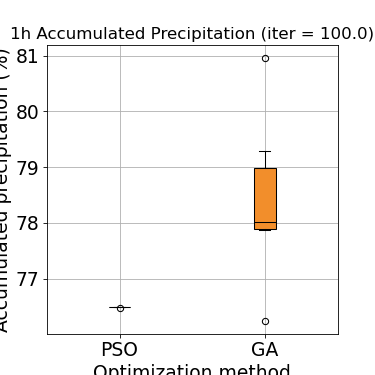 1h Accumulated Precipitation (iter = 100.0)
Accumulated precipitation (%)
81
80
79
78
77
PSO GA
Optimization method